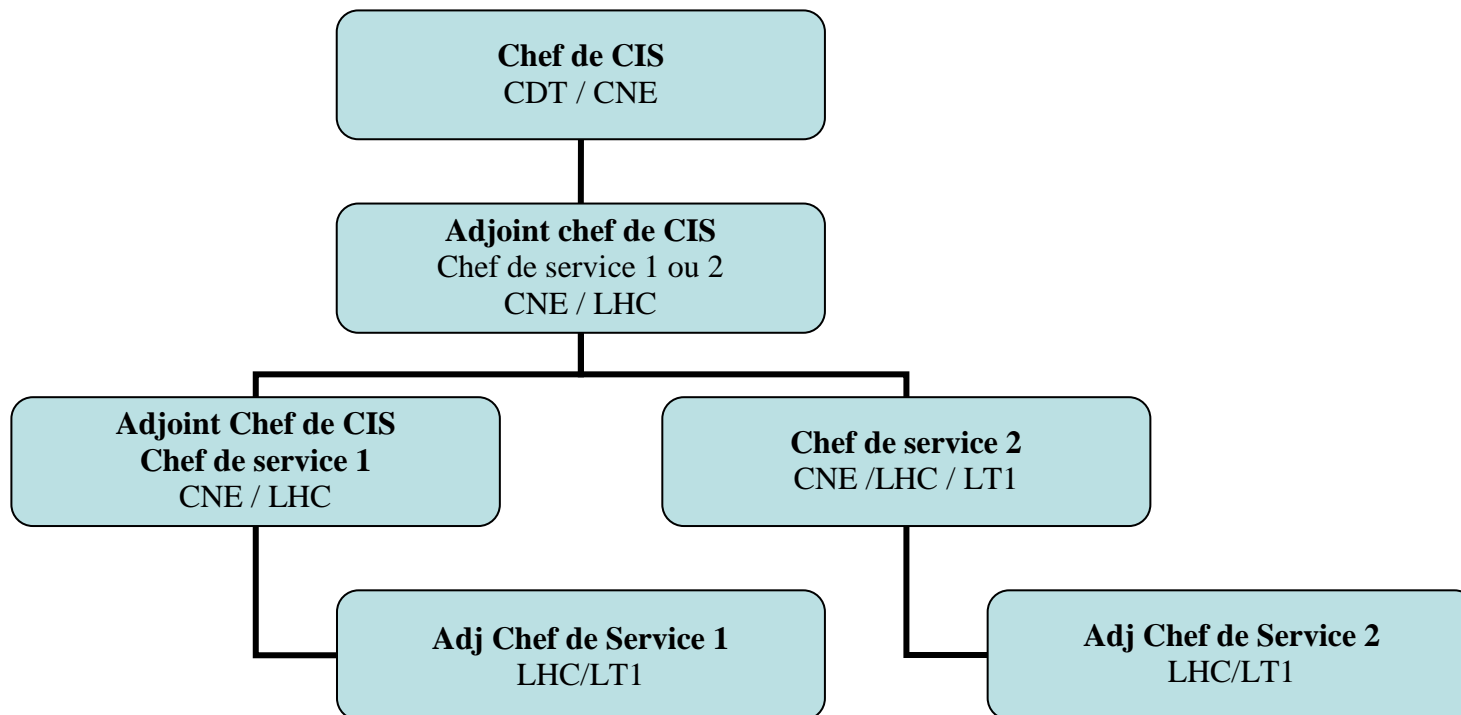 Chef de CIS
CDT / CNE
Adjoint chef de CIS
Chef de service 1 ou 2
CNE / LHC
Adjoint Chef de CIS
Chef de service 1
CNE / LHC
Chef de service 2
CNE /LHC / LT1
Adj Chef de Service 1
LHC/LT1
Adj Chef de Service 2
LHC/LT1